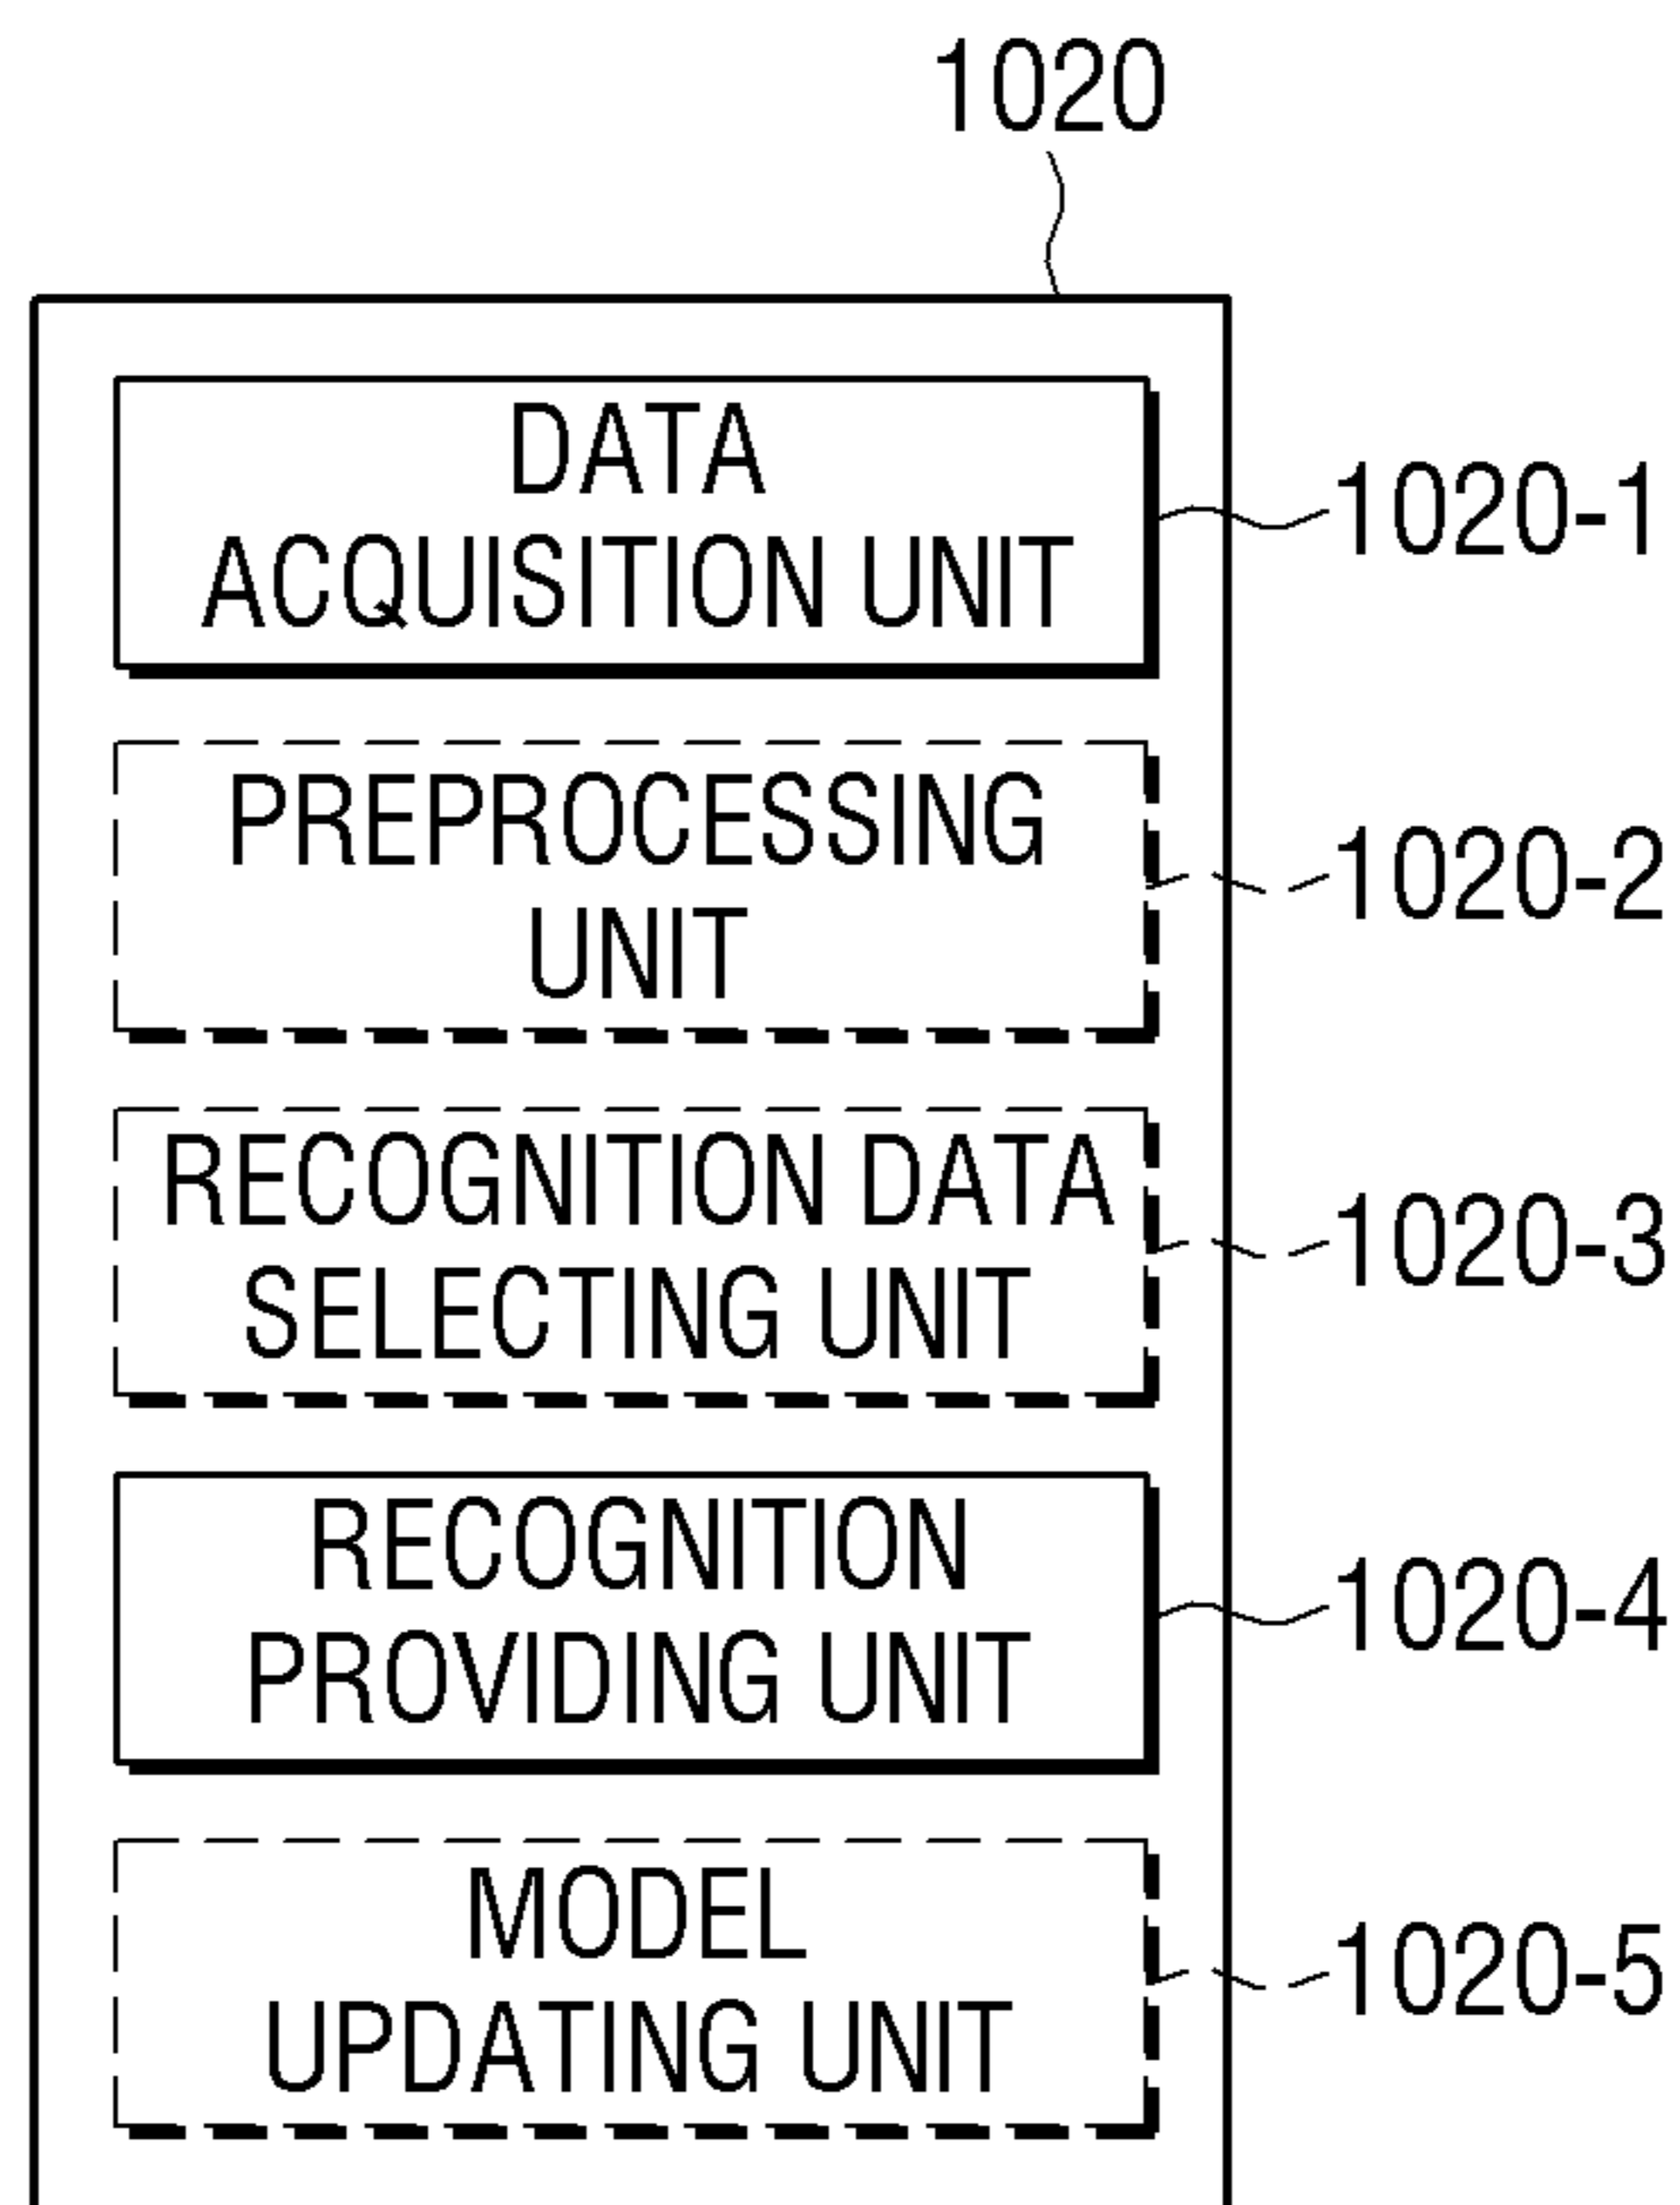 1020
DATA
ACQUISITION UNIT
1020-1
PREPROCESSING
UNIT
1020-2
RECOGNITION DATA
SELECTING UNIT
1020-3
RECOGNITION
PROVIDING UNIT
1020-4
MODEL
UPDATING UNIT
1020-5